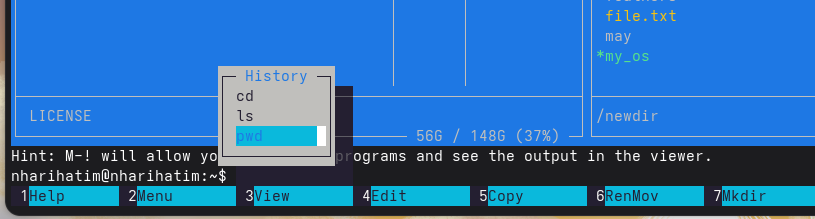 file.txt
may
*my_os
History
cd
ls
pwd
LICENSE
/newdir
56G / 148G (37%)
Hint: M-! will allow yo programs and see the output in the viewer.
nharihatim@nharihatim:~$
1Help 2Menu 3View 4Edit 5Copy 6RenMov 7Mkdir